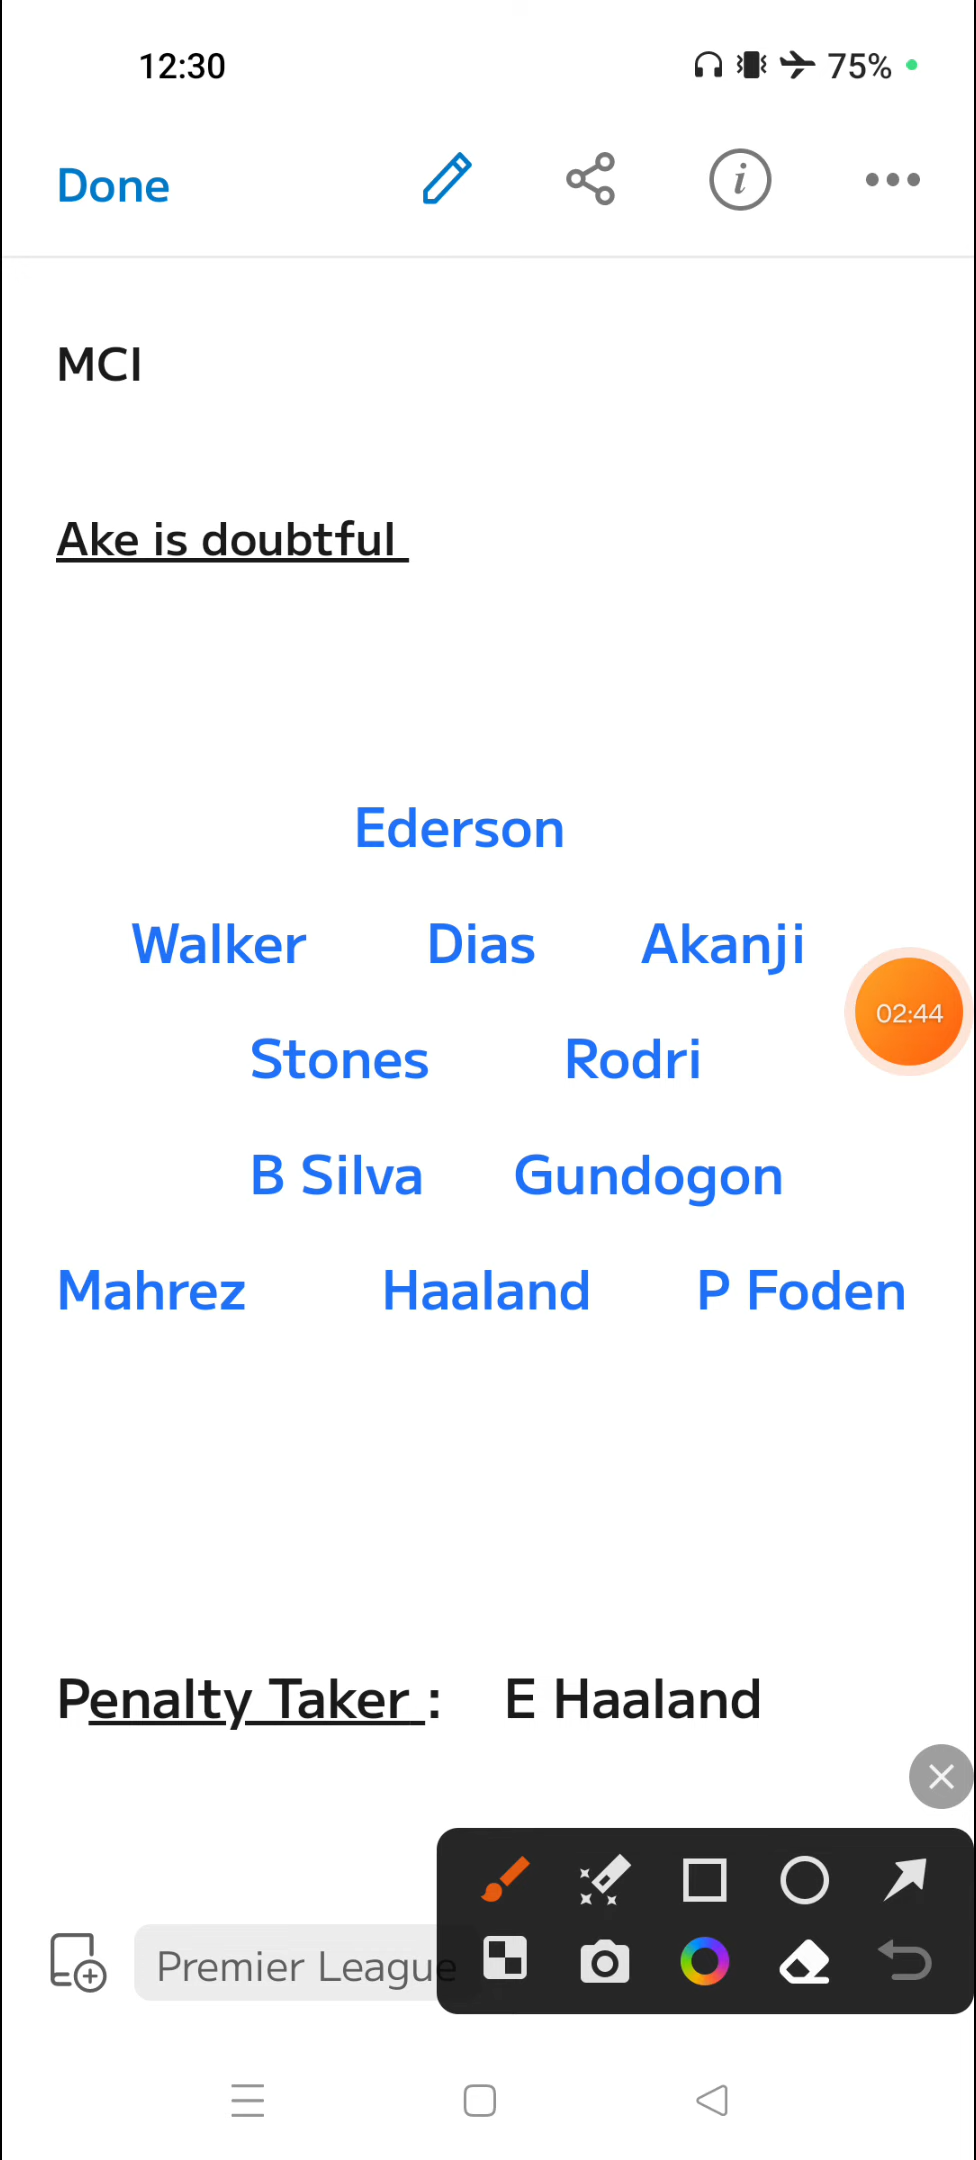 12:30 75%
Done
MCI
Ake is doubtful
Ederson
Walker Dias Akanji
02:44
Stones Rodri
B Silva Gundogon
Mahrez Haaland P Foden
Penalty Taker : E Haaland
Premier League